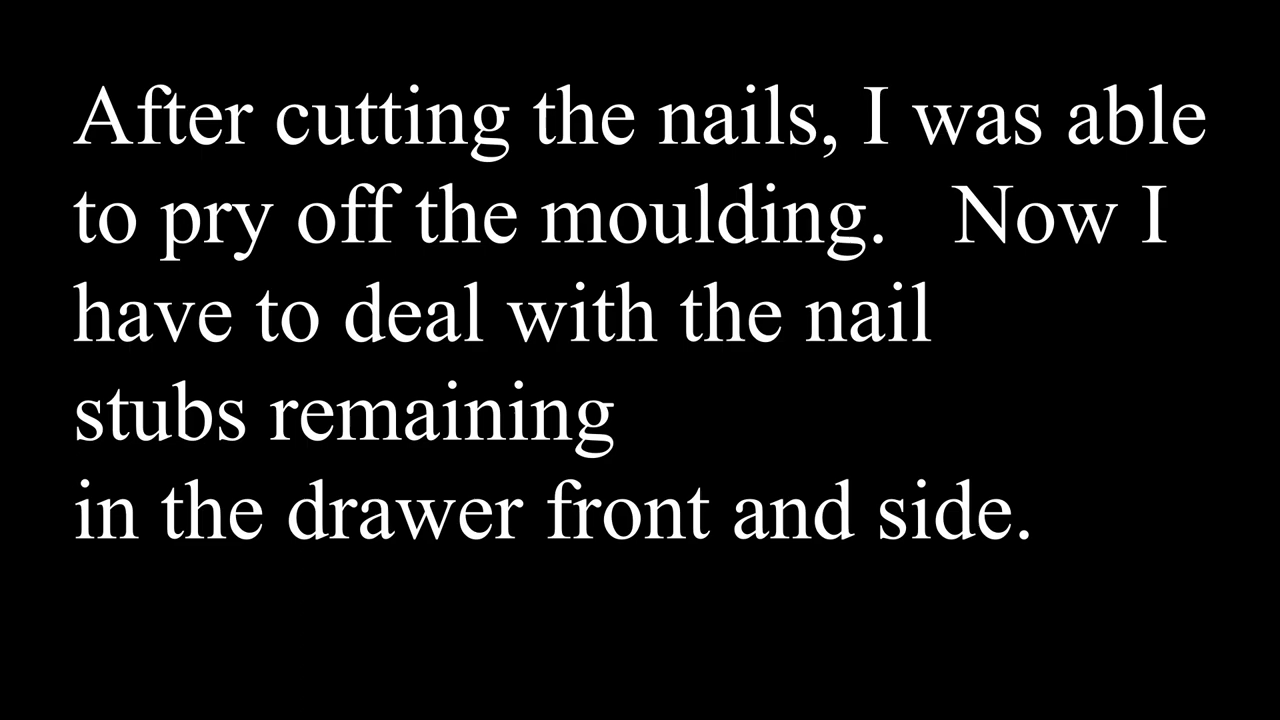 After cutting the nails, I was able
to pry off the moulding.   Now I
have to deal with the nail
stubs remaining
in the drawer front and side.